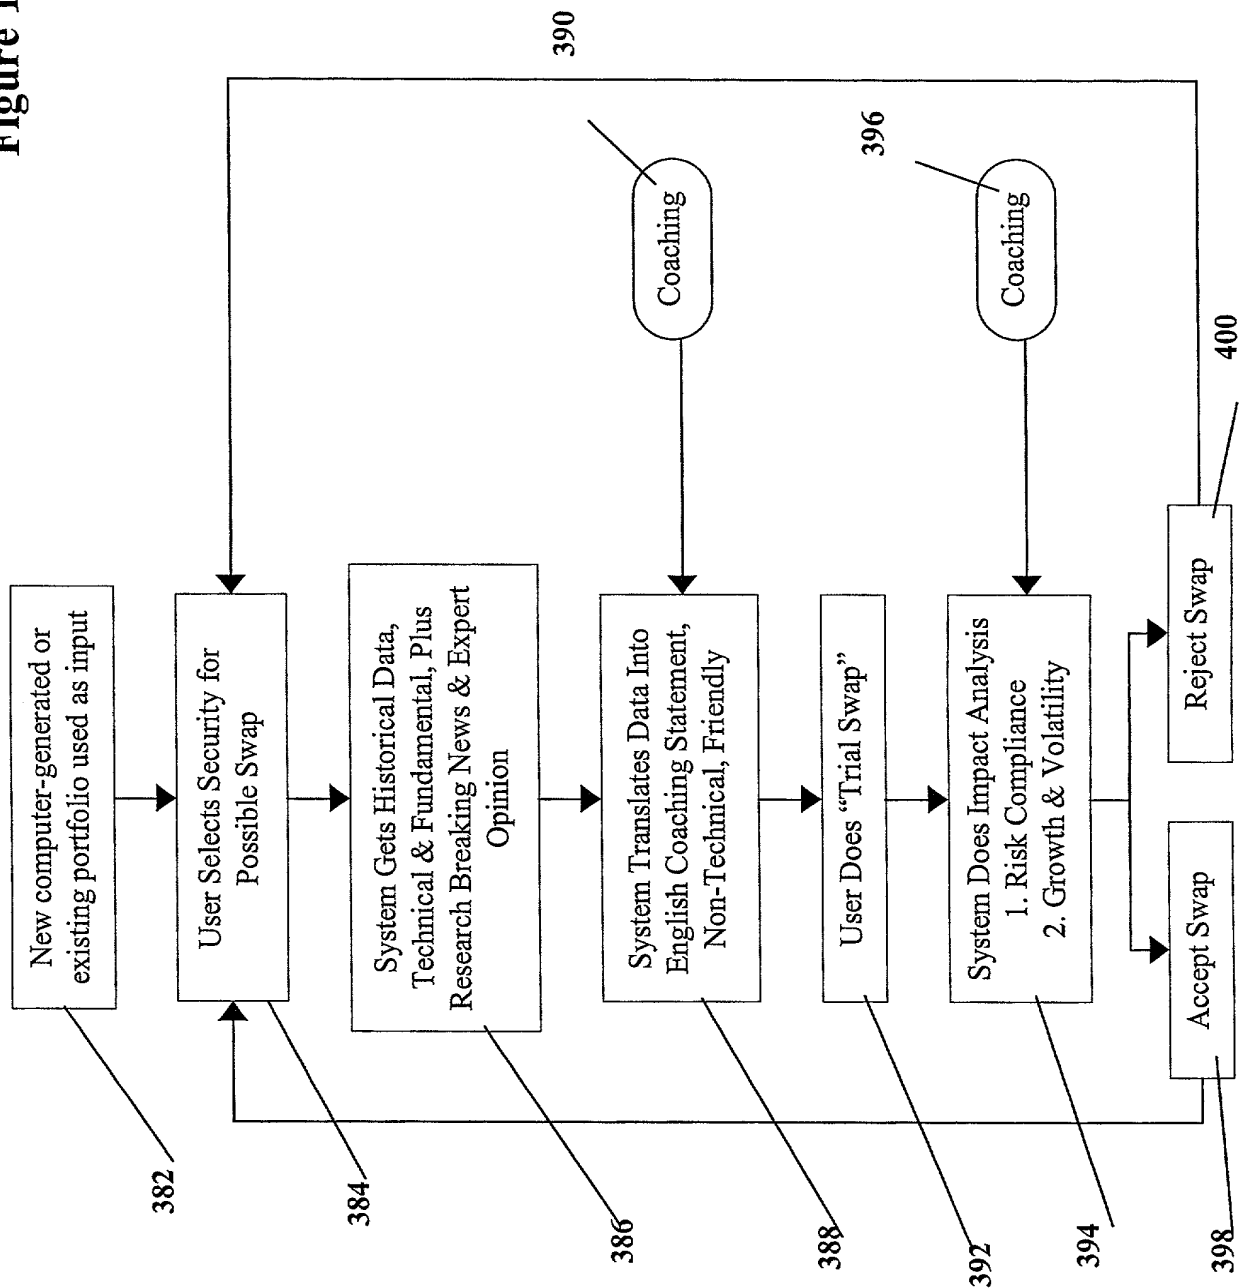 Figure 1
New computer-generated or
existing portfolio used as input
382
User Selects Security for
Possible Swap
384
System Gets Historical Data,
Technical & Fundamental, Plus
Research Breaking News & Expert
Opinion
386
System Translates Data Into
English Coaching Statement,
Non-Technical, Friendly
388
Coaching
390
User Does “Trial Swap”
392
System Does Impact Analysis
1. Risk Compliance
2. Growth & Volatility
394
Coaching
396
Accept Swap
398
Reject Swap
400